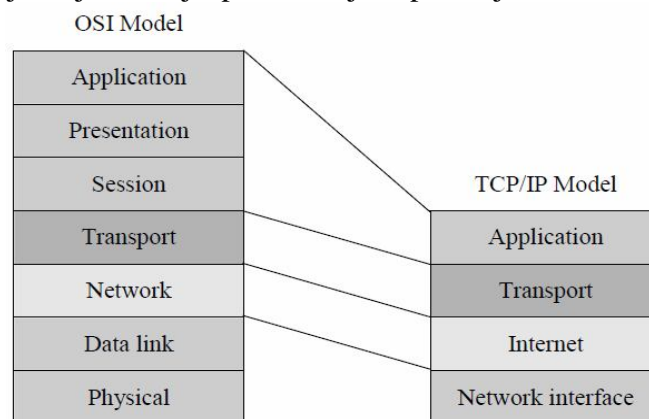 OSI Model
Application
Presentation
Session
Transport
Network
Data link
Physical
TCP/IP Model
Application
Transport
Internet
Network interface